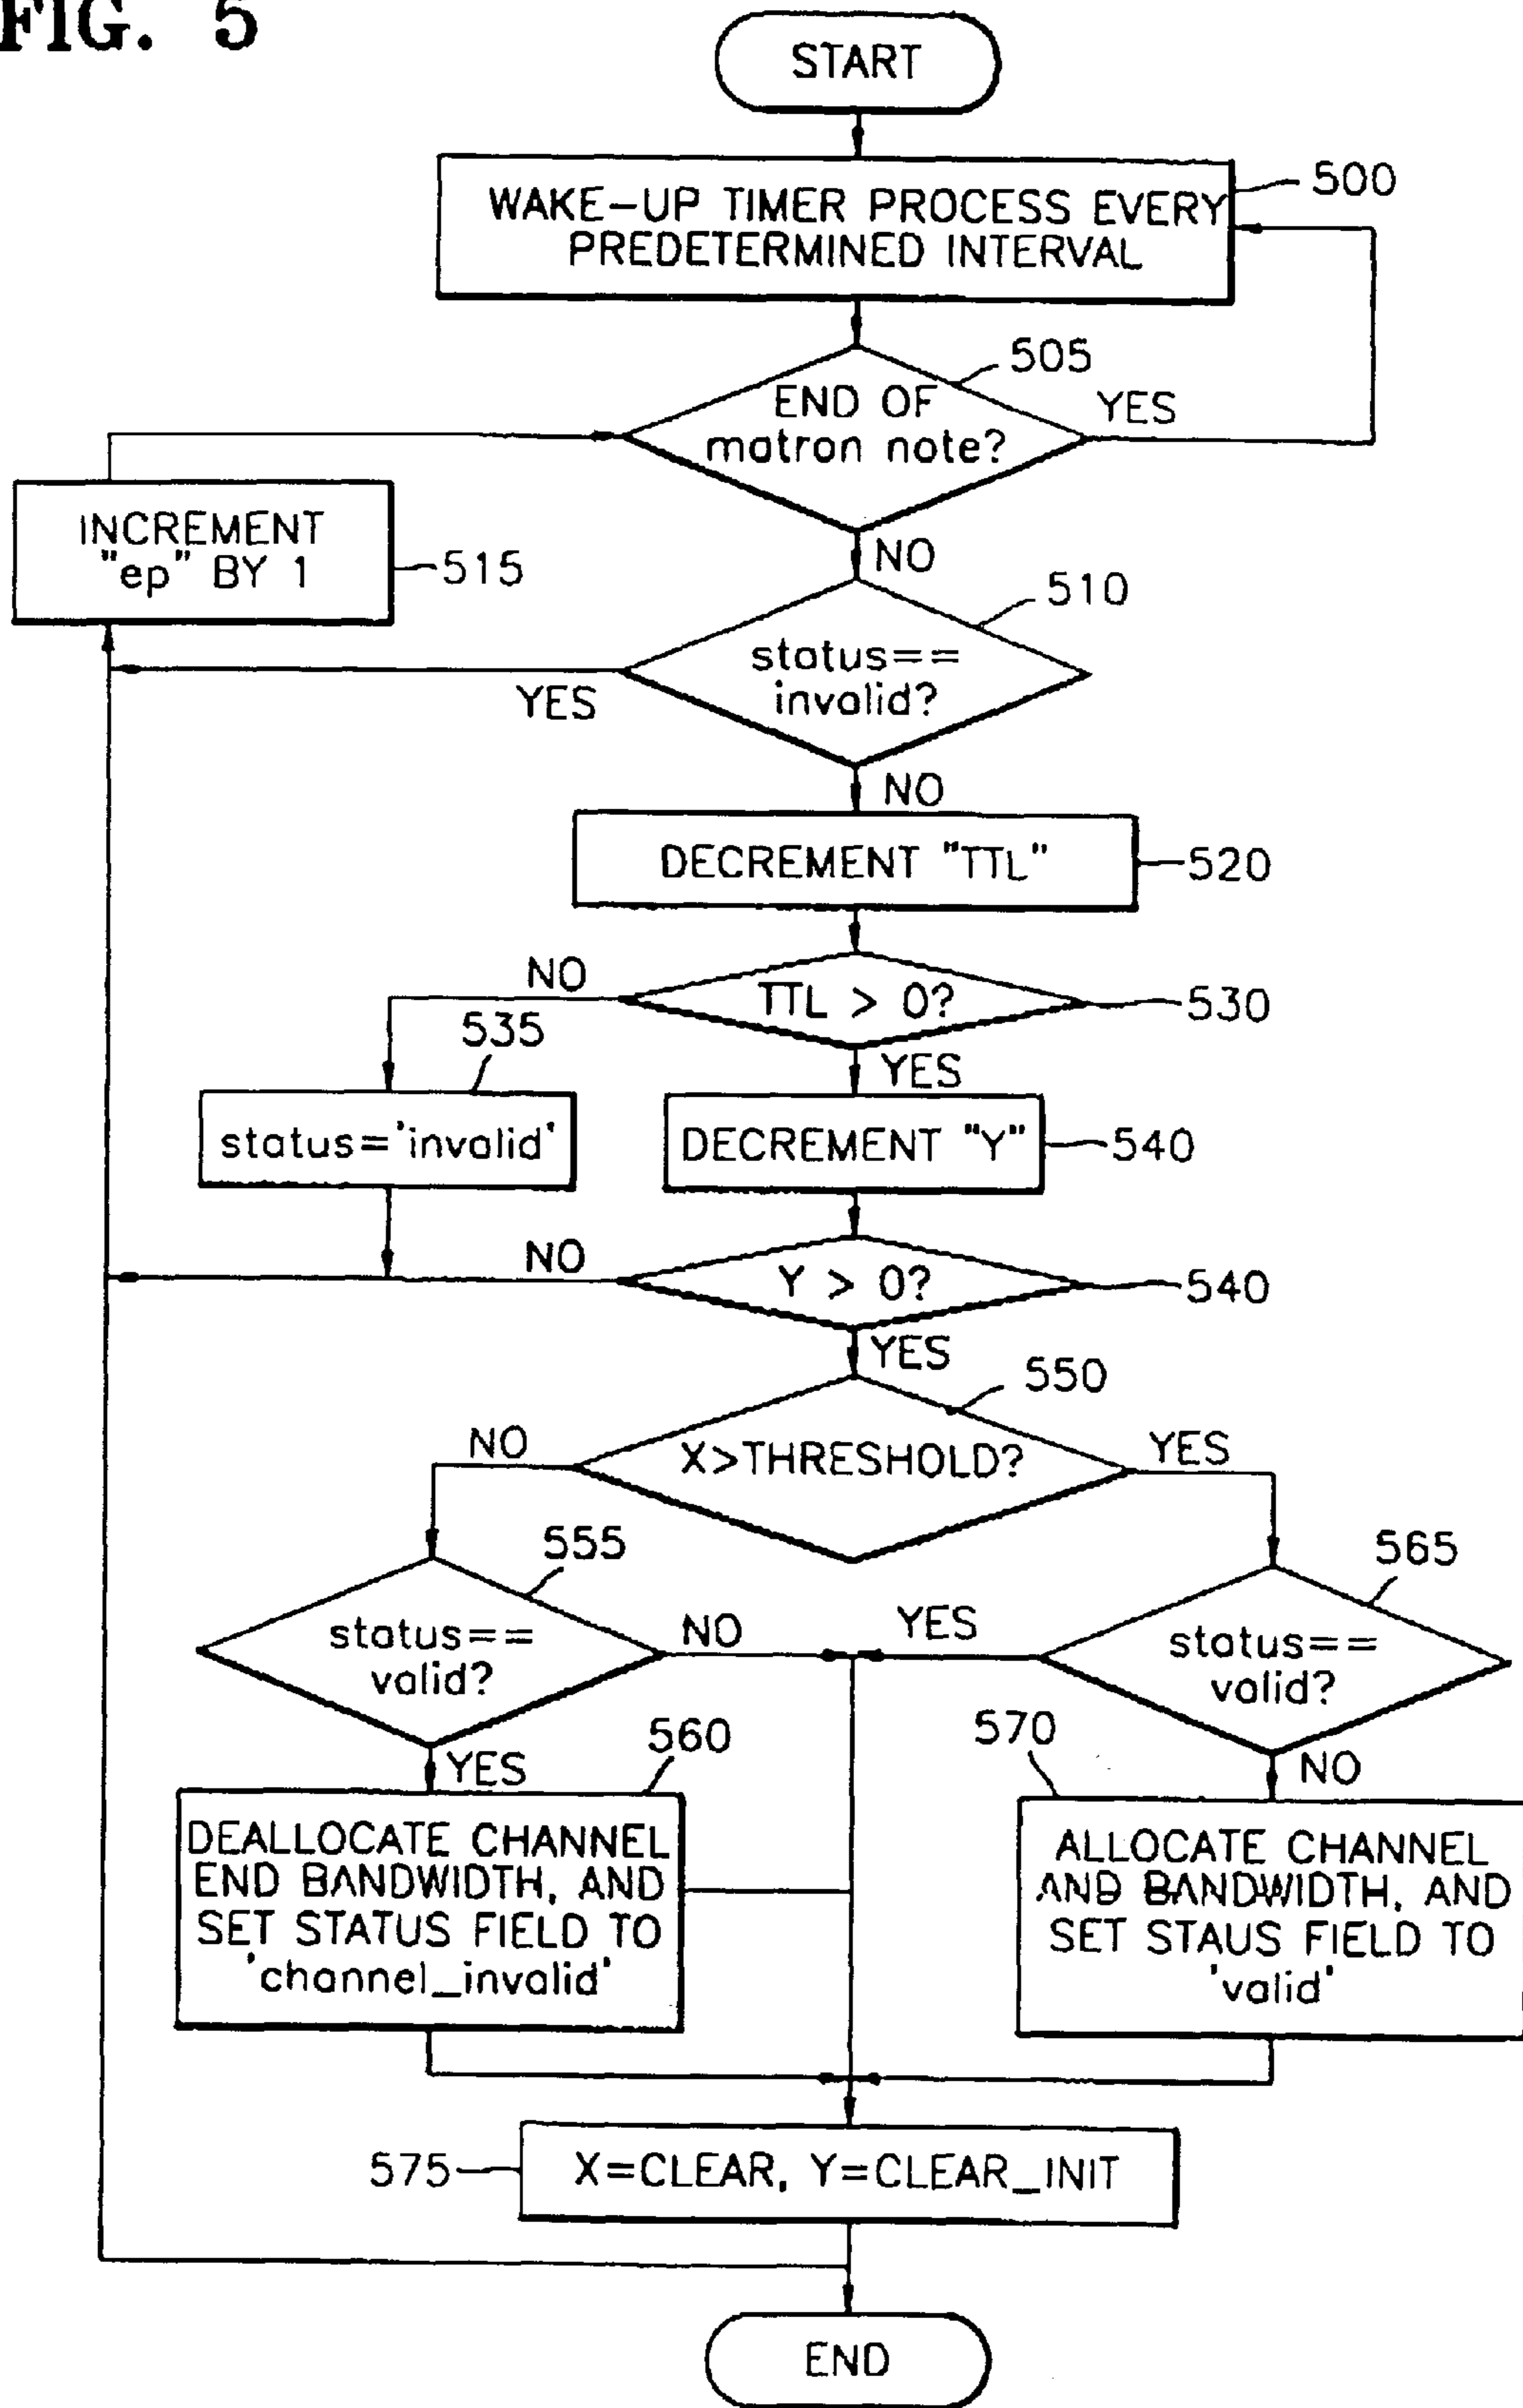 FIG. 5
START
WAKE-UP TIMER PROCESS EVERY
PREDETERMINED INTERVAL
500
505
END OF
matron note?
YES
INCREMENT
"ep" BY 1
515
NO
510
status==
invalid?
YES
NO
DECREMENT "TTL"
520
NO
TTL > 0?
530
535
YES
status='invalid'
DECREMENT "Y"
540
NO
Y > 0?
540
YES
550
NO
X>THRESHOLD?
YES
555
565
status==
valid?
NO
YES
status==
valid?
560
570
YES
NO
DEALLOCATE CHANNEL
END BANDWIDTH, AND
SET STATUS FIELD TO
'channel_invalid'
ALLOCATE CHANNEL
AND BANDWIDTH, AND
SET STAUS FIELD TO
'valid'
575
X=CLEAR, Y=CLEAR_INIT
END